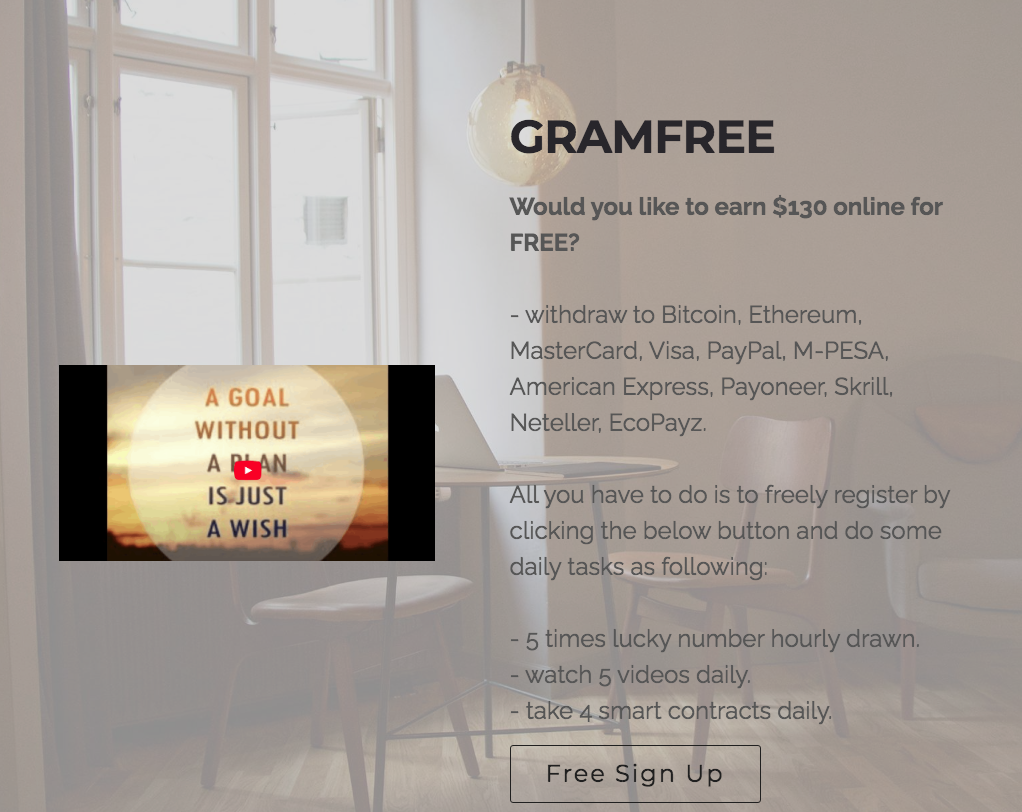 GRAMFREE
Would you like to earn $130 online for
FREE?
- withdraw to Bitcoin, Ethereum,
MasterCard, Visa, PayPal, M-PESA,
American Express, Payoneer, Skrill,
Neteller, EcoPayz.
A GOAL
WITHOUT
A PLAN
IS JUST
A WISH
All you have to do is to freely register by
clicking the below button and do some
daily tasks as following:
- 5 times lucky number hourly drawn.
- watch 5 videos daily.
- take 4 smart contracts daily.
Free Sign Up